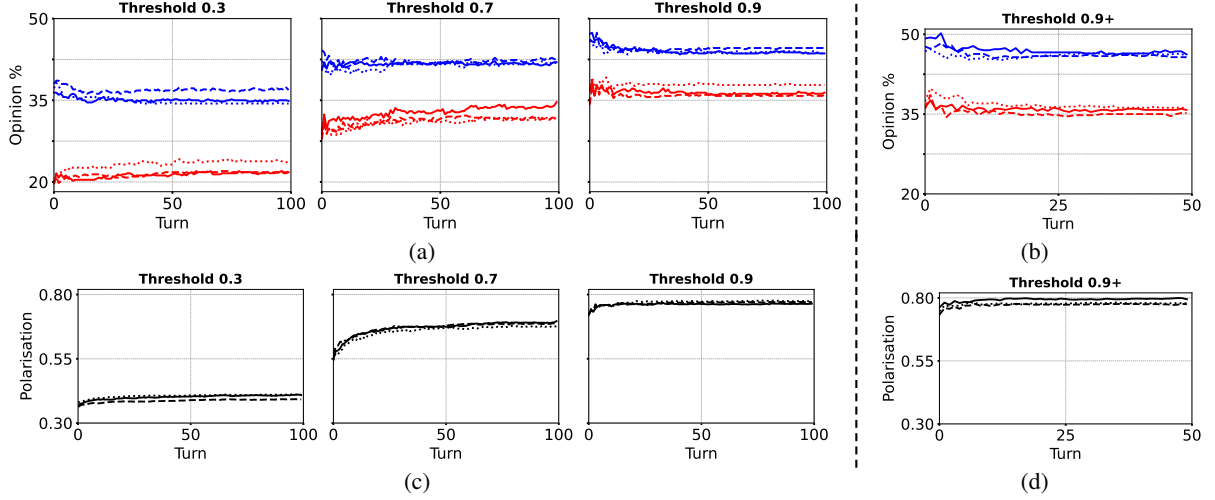 Threshold 0.3 Threshold 0.7 Threshold 0.9 Threshold 0.9+
Opinion %
50
35
20
0 50 100
Turn
0 50 100
Turn
0 50 100
Turn
(a)
Opinion %
50
35
20
0 25 50
Turn
(b)
Threshold 0.3 Threshold 0.7 Threshold 0.9 Threshold 0.9+
Polarisation
0.80
0.55
0.30
0 50 100
Turn
0 50 100
Turn
0 50 100
Turn
(c)
Polarisation
0.80
0.55
0.30
0 25 50
Turn
(d)